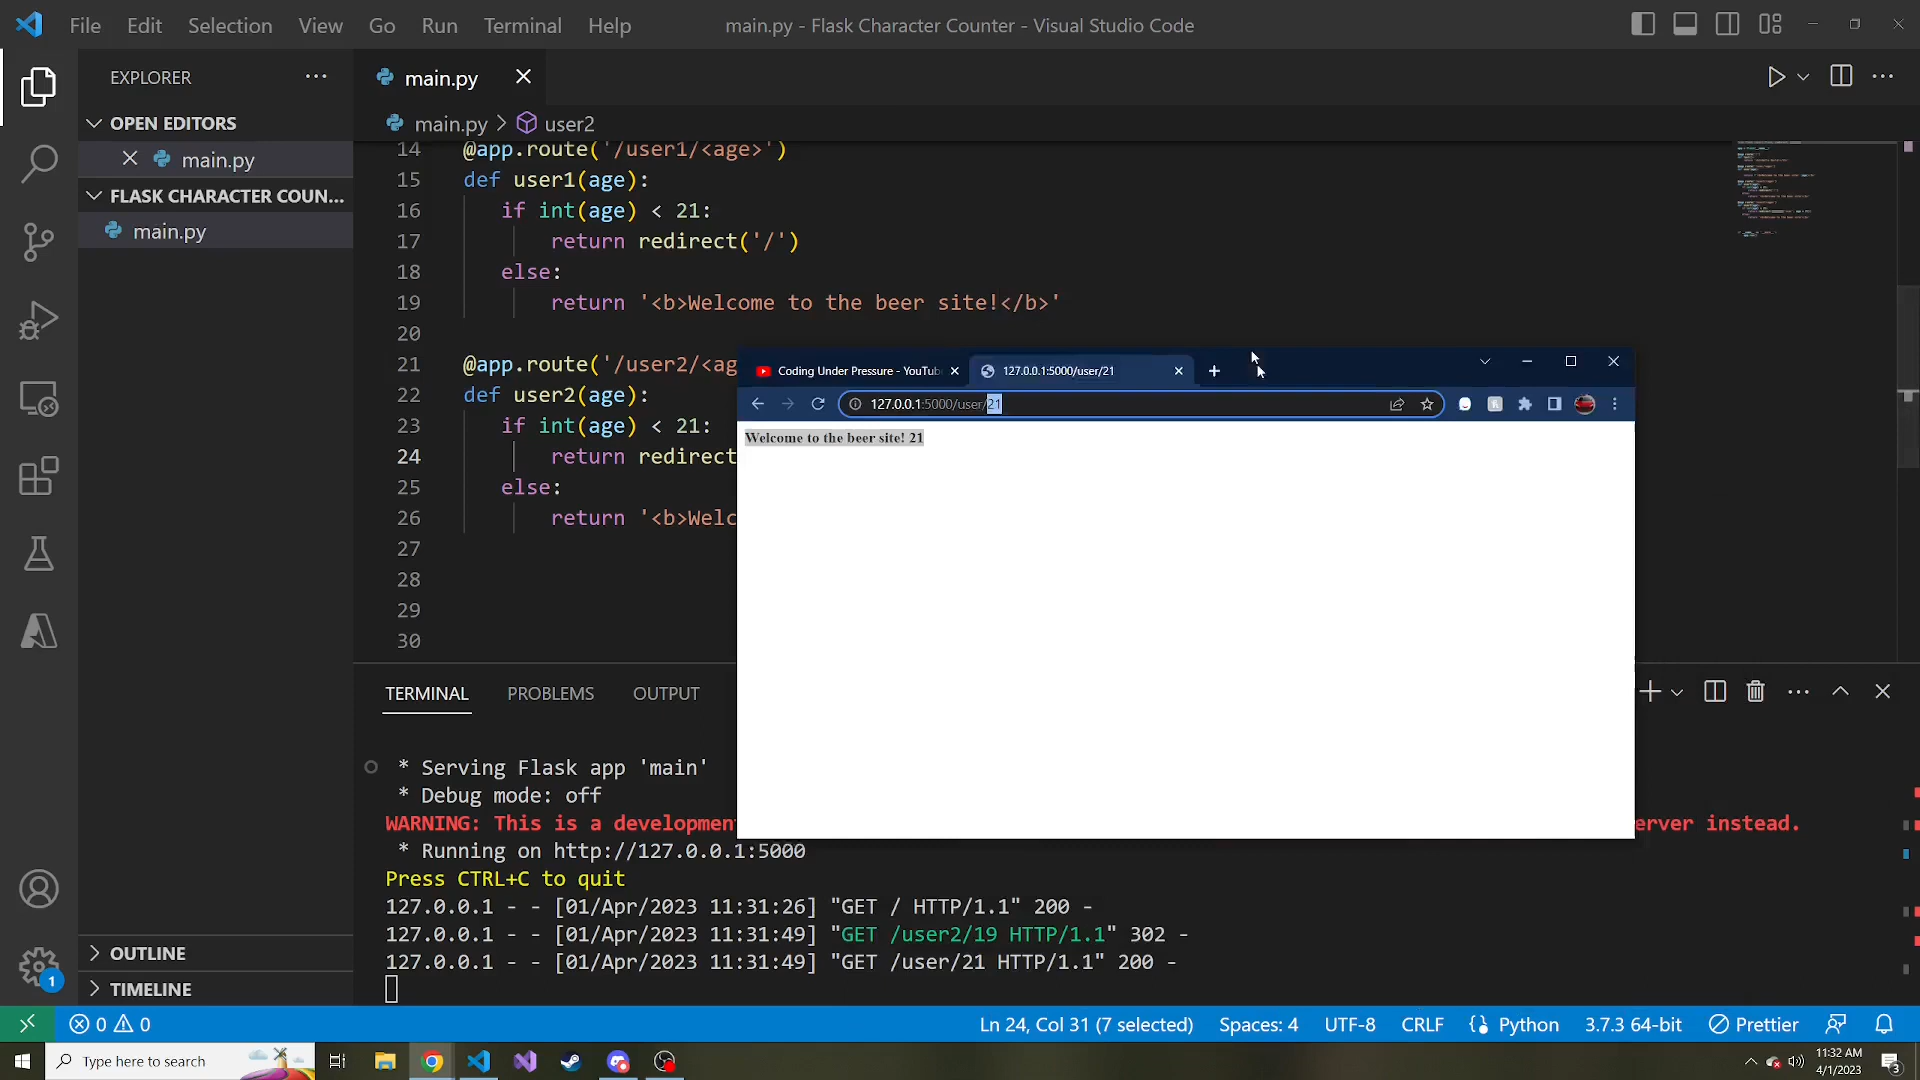 File Edit Selection View Go Run Terminal Help
main.py - Flask Character Counter - Visual Studio Code
EXPLORER
main.py
OPEN EDITORS
main.py > user2
main.py
FLASK CHARACTER COUN...
main.py
14 @app.route('/user1/<age>')
15 def user1(age):
16 if int(age) < 21:
17 return redirect('/')
18 else:
19 return '<b>Welcome to the beer site!</b>'
20
21 @app.route('/user2/<ag
22 def user2(age):
23 if int(age) < 21:
24 return redirect
25 else:
26 return '<b>Welc
27
28
29
30
Coding Under Pressure - YouTub
127.0.0.1:5000/user/21
127.0.0.1:5000/user/21
Welcome to the beer site! 21
TERMINAL PROBLEMS OUTPUT
* Serving Flask app 'main'
* Debug mode: off
WARNING: This is a developmen
erver instead.
* Running on http://127.0.0.1:5000
Press CTRL+C to quit
127.0.0.1 - - [01/Apr/2023 11:31:26] "GET / HTTP/1.1" 200 -
127.0.0.1 - - [01/Apr/2023 11:31:49] "GET /user2/19 HTTP/1.1" 302 -
127.0.0.1 - - [01/Apr/2023 11:31:49] "GET /user/21 HTTP/1.1" 200 -
OUTLINE
TIMELINE
1
0 0
Ln 24, Col 31 (7 selected) Spaces: 4 UTF-8 CRLF Python 3.7.3 64-bit Prettier
Type here to search
11:32 AM
4/1/2023
3